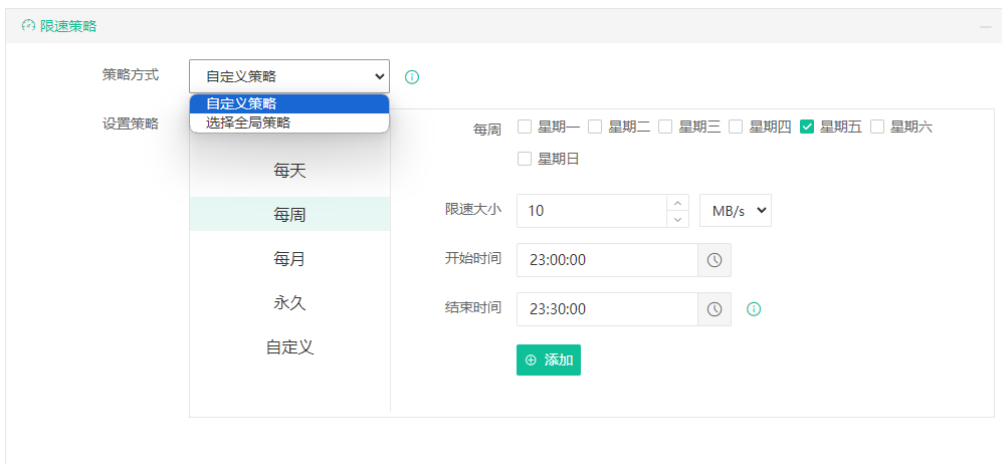 限速策略
策略方式
自定义策略
自定义策略
选择全局策略
设置策略
每天
每周
每月
永久
自定义
每周
星期一 星期二 星期三 星期四 星期五 星期六
星期日
限速大小
10
MB/s
开始时间
23:00:00
结束时间
23:30:00
添加